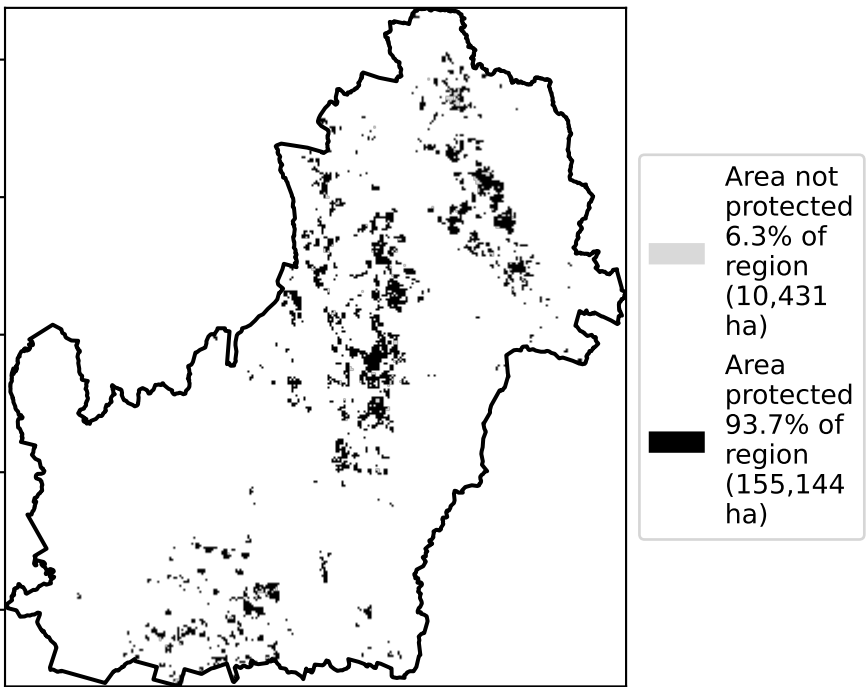 Area not
protected
6.3% of
region
(10,431
ha)
Area
protected
93.7% of
region
(155,144
ha)